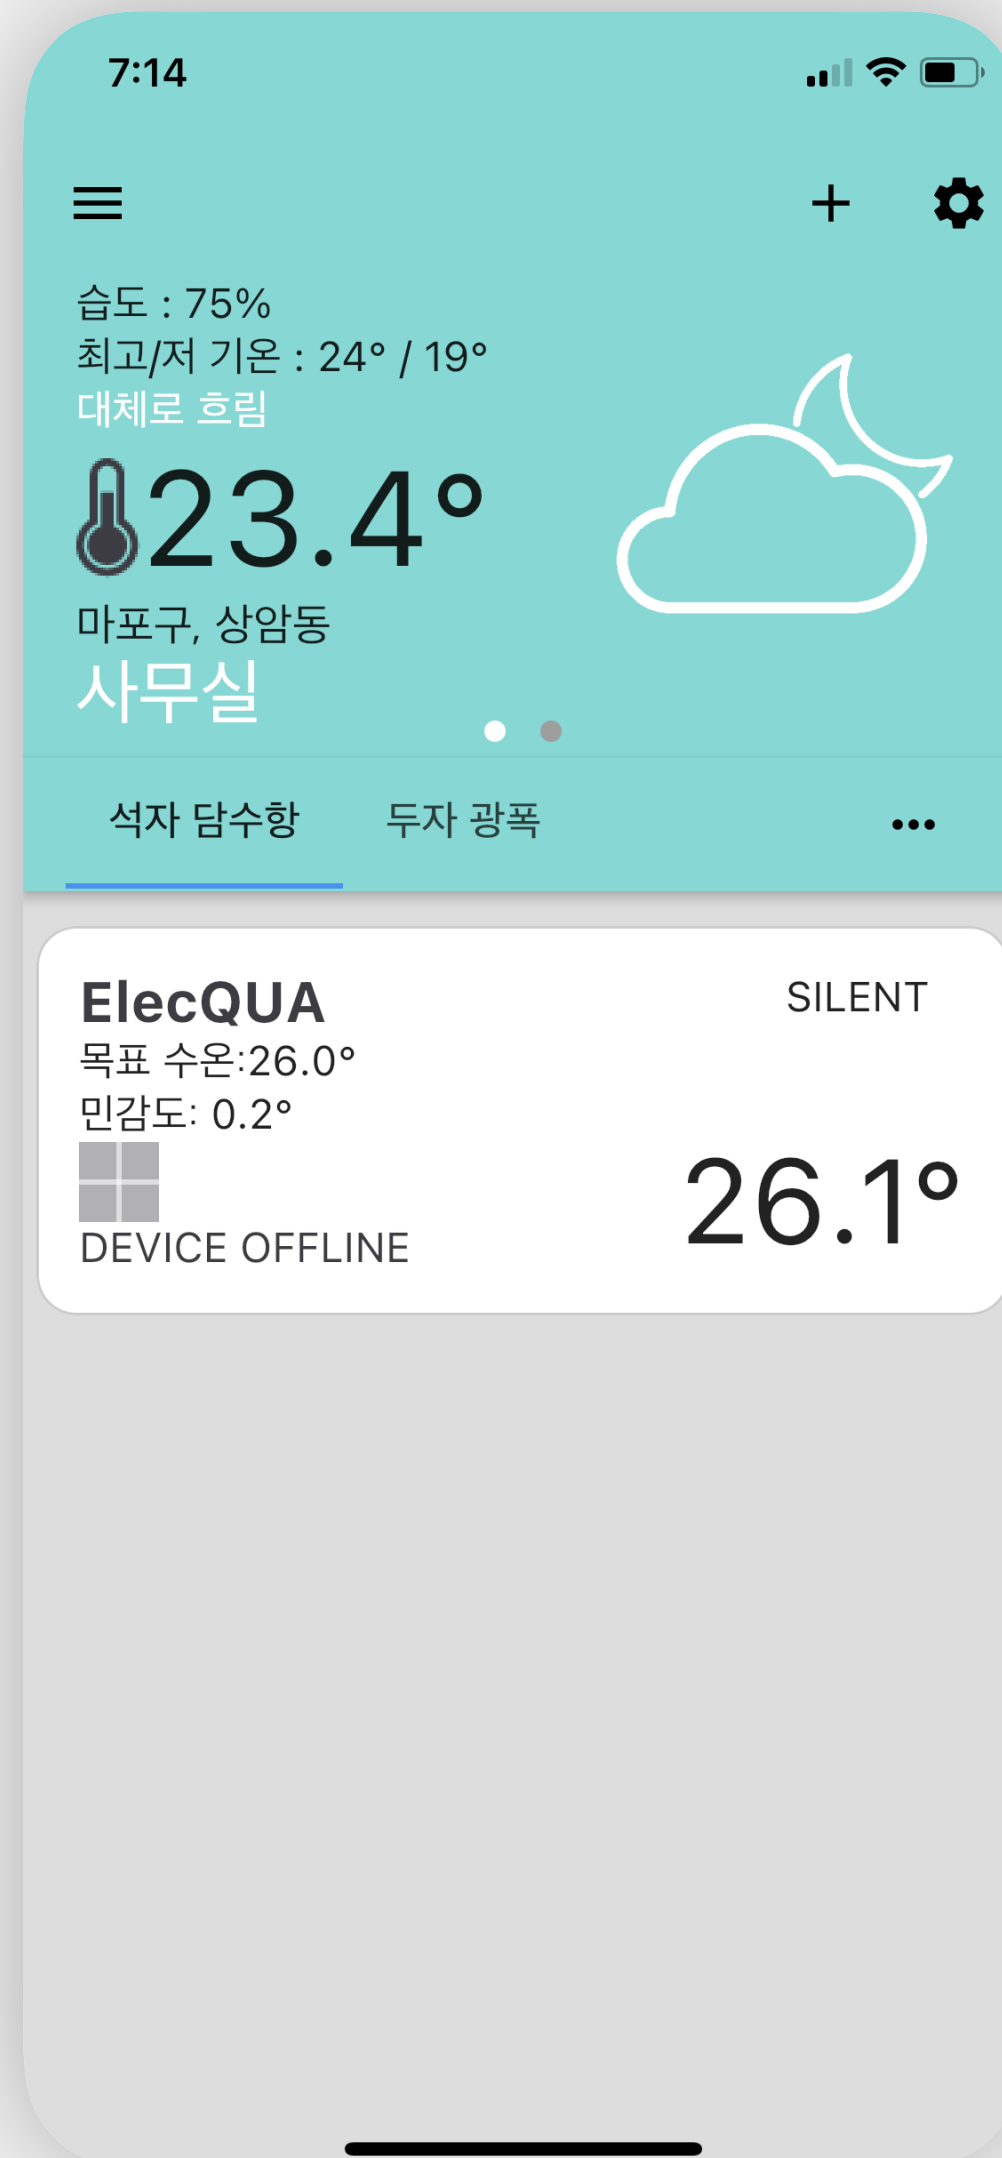 7:14
습도 : 75%
최고/저 기온 : 24° / 19°
대체로 흐림
23.4°
마포구, 상암동
사무실
석자 담수항
두자 광폭
ElecQUA
SILENT
목표 수온:26.0°
민감도: 0.2°
26.1°
DEVICE OFFLINE